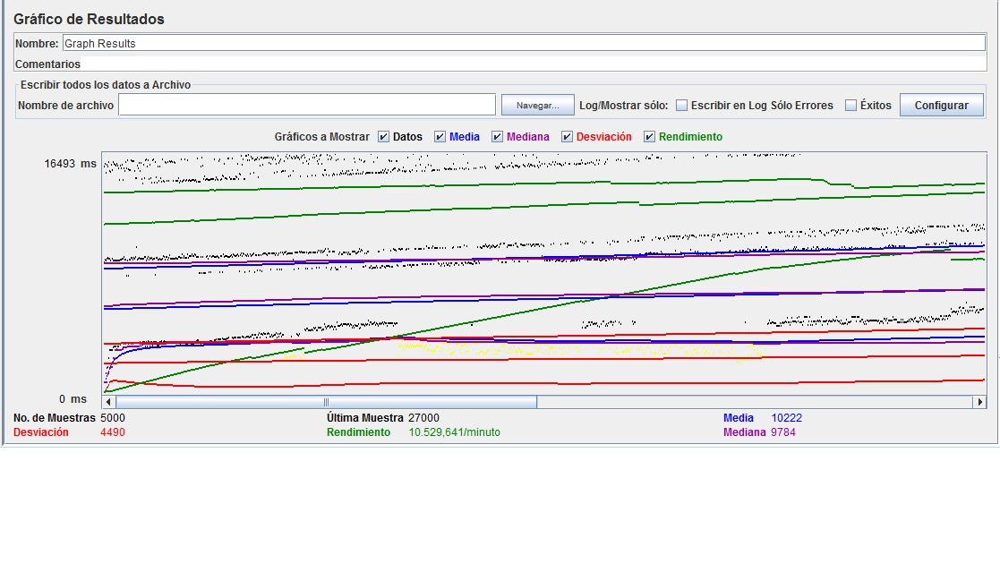 Gráfico de Resultados
Nombre: Graph Results
Comentarios
Escribir todos los datos a Archivo
Nombre de archivo Navegar... Log/Mostrar sólo: Escribir en Log Sólo Errores Éxitos Configurar
Gráficos a Mostrar Datos Media Mediana Desviación Rendimiento
16493 ms
0 ms
No. de Muestras 5000 Última Muestra 27000 Media 10222
Desviación 4490 Rendimiento 10.529,641/minuto Mediana 9784